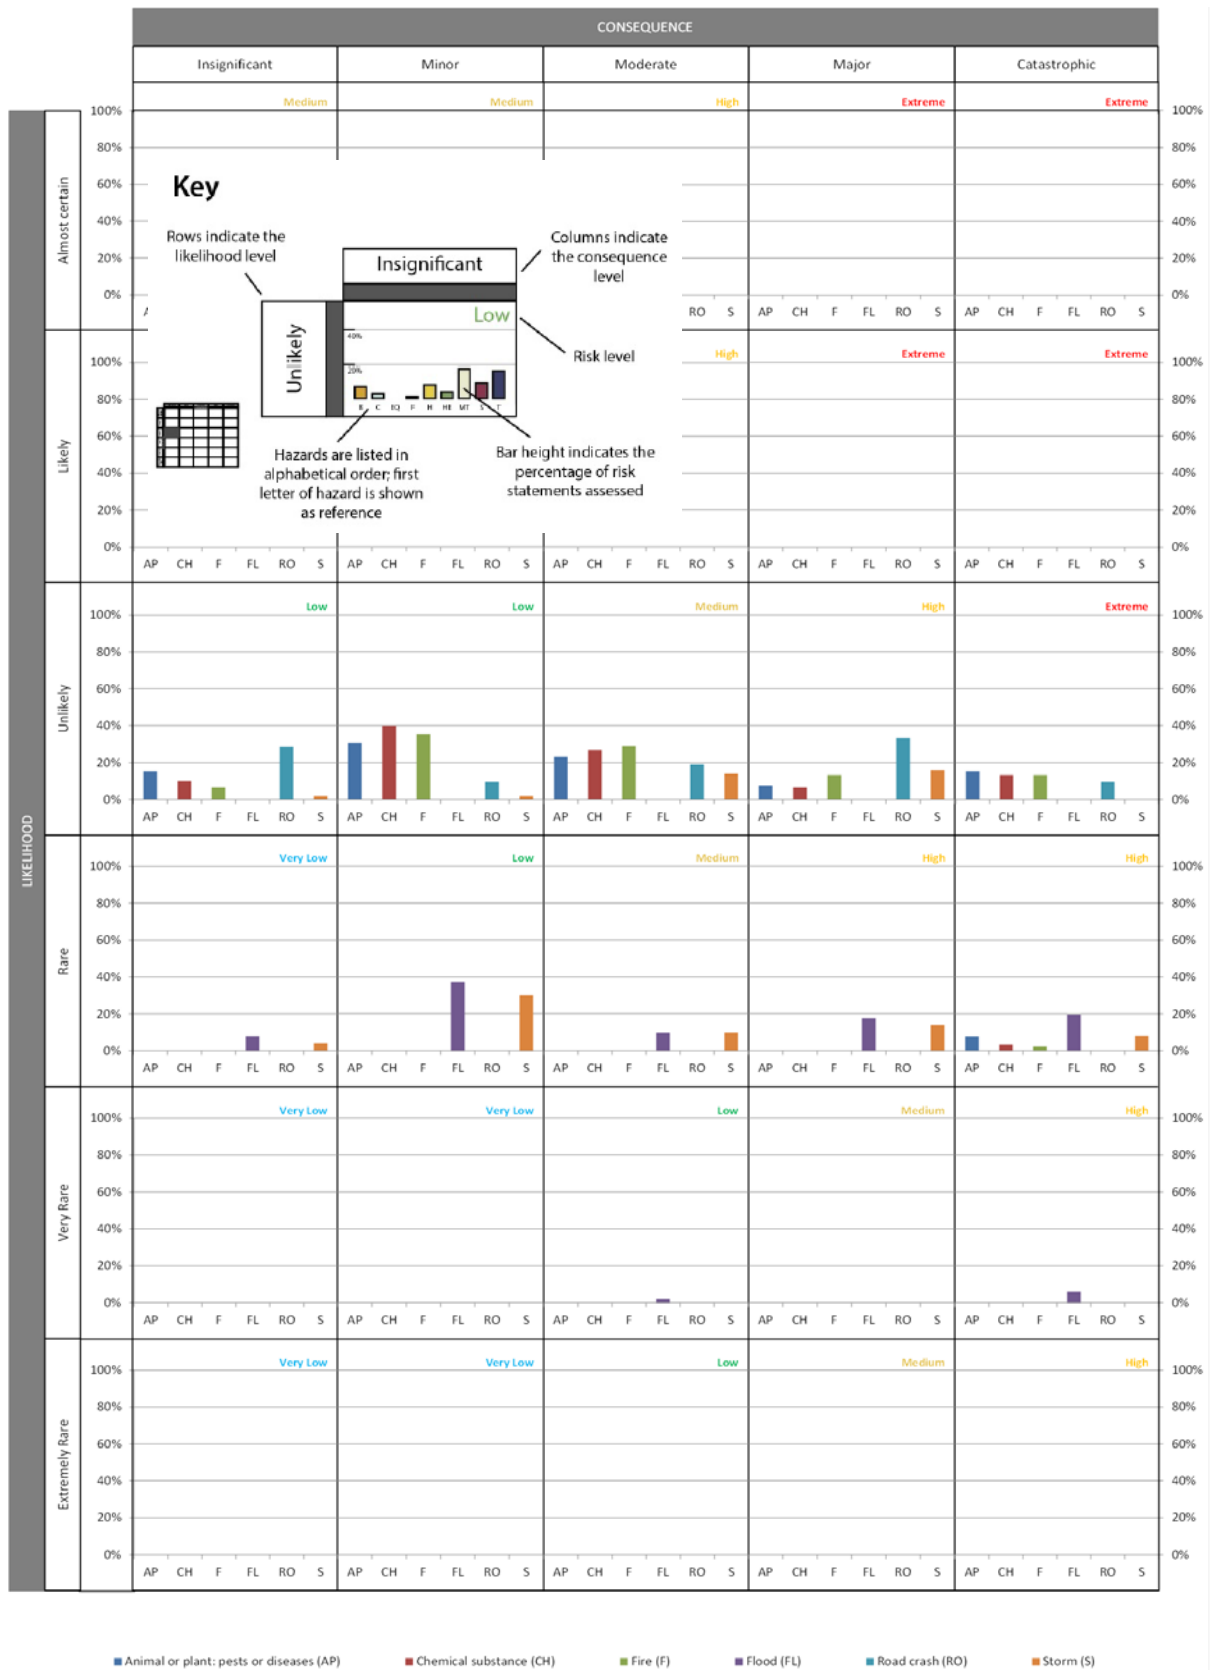 CONSEQUENCE
Insignificant Minor Moderate Major Catastrophic
Medium Medium High Extreme Extreme
Almost certain
100% 100%
80% 80%
60% 60%
40% 40%
20% 20%
0% 0%
RO S AP CH F FL RO S AP CH F FL RO S
Key
Rows indicate the
likelihood level
Columns indicate
the consequence
level
Insignificant
Unlikely
Low
40%
20%
B C EQ F H HE MT S T
Risk level
Hazards are listed in
alphabetical order; first
letter of hazard is shown
as reference
Bar height indicates the
percentage of risk
statements assessed
LIKELIHOOD
Likely
High Extreme Extreme
100% 100%
80% 80%
60% 60%
40% 40%
20% 20%
0% 0%
AP CH F FL RO S AP CH F FL RO S AP CH F FL RO S AP CH F FL RO S AP CH F FL RO S
Unlikely
Low Low Medium High Extreme
100% 100%
80% 80%
60% 60%
40% 40%
20% 20%
0% 0%
AP CH F FL RO S AP CH F FL RO S AP CH F FL RO S AP CH F FL RO S AP CH F FL RO S
Rare
Very Low Low Medium High High
100% 100%
80% 80%
60% 60%
40% 40%
20% 20%
0% 0%
AP CH F FL RO S AP CH F FL RO S AP CH F FL RO S AP CH F FL RO S AP CH F FL RO S
Very Rare
Very Low Very Low Low Medium High
100% 100%
80% 80%
60% 60%
40% 40%
20% 20%
0% 0%
AP CH F FL RO S AP CH F FL RO S AP CH F FL RO S AP CH F FL RO S AP CH F FL RO S
Extremely Rare
Very Low Very Low Low Medium High
100% 100%
80% 80%
60% 60%
40% 40%
20% 20%
0% 0%
AP CH F FL RO S AP CH F FL RO S AP CH F FL RO S AP CH F FL RO S AP CH F FL RO S
Animal or plant: pests or diseases (AP) Chemical substance (CH) Fire (F) Flood (FL) Road crash (RO) Storm (S)